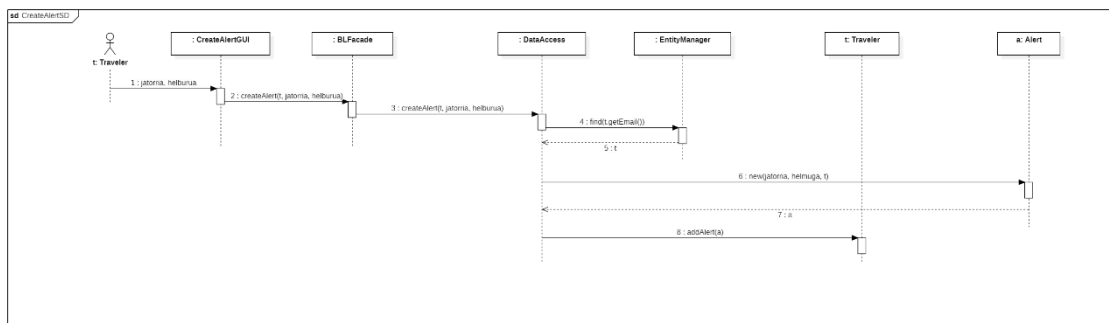 sd CreateAlertSD
t: Traveler
: CreateAlertGUI
: BLFacade
: DataAccess
: EntityManager
t: Traveler
a: Alert
1 : jatorria, helburua
2 : createAlert(t, jatorria, helburua)
3 : createAlert(t, jatorria, helburua)
4 : find(t.getEmail())
5 : t
6 : new(jatorria, helmuga, t)
7 : a
8 : addAlert(a)